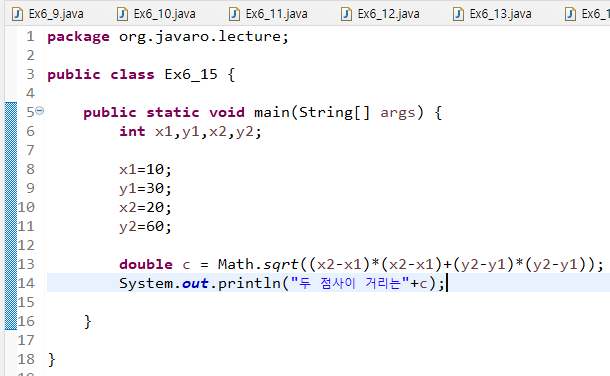 Ex6_9.java Ex6_10.java Ex6_11.java Ex6_12.java Ex6_13.java Ex6_1
1 package org.javaro.lecture;
2
3 public class Ex6_15 {
4
5 public static void main(String[] args) {
6 int x1,y1,x2,y2;
7
8 x1=10;
9 y1=30;
10 x2=20;
11 y2=60;
12
13 double c = Math.sqrt((x2-x1)*(x2-x1)+(y2-y1)*(y2-y1));
14 System.out.println("두 점사이 거리는"+c);
15
16 }
17
18 }